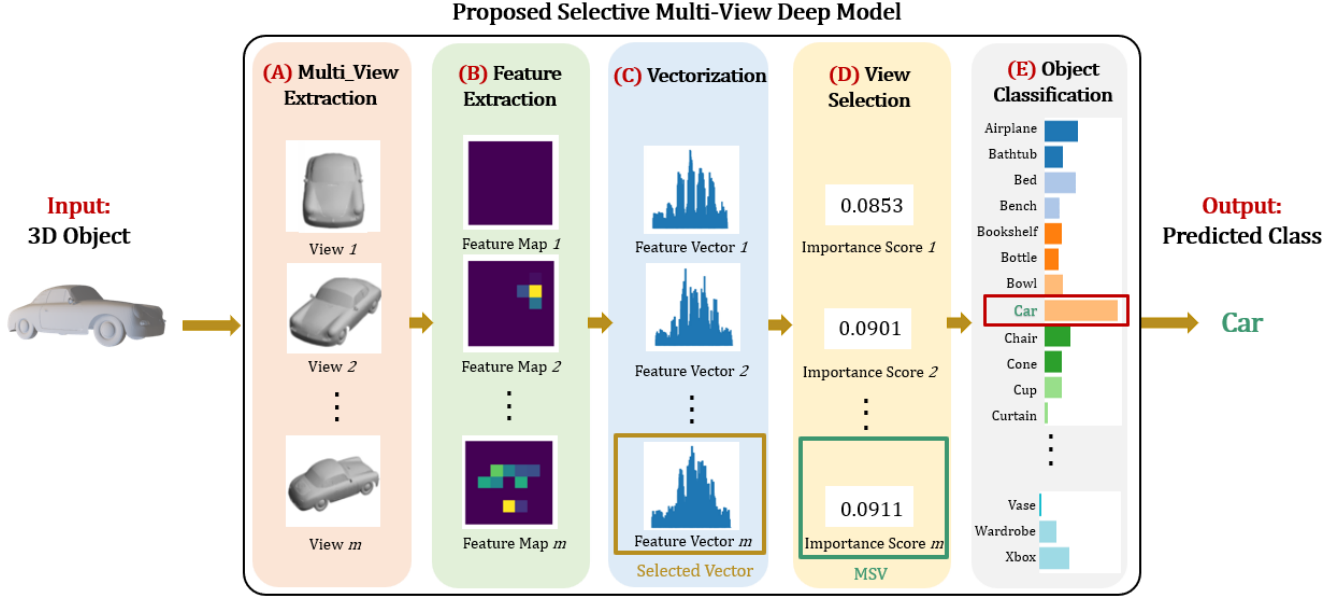 Proposed Selective Multi-View Deep Model
Input:
3D Object
(A) Multi_View
Extraction
View 1
View 2
⋮
View m
(B) Feature
Extraction
Feature Map 1
Feature Map 2
⋮
Feature Map m
(C) Vectorization
Feature Vector 1
Feature Vector 2
⋮
Feature Vector m
Selected Vector
(D) View
Selection
0.0853
Importance Score 1
0.0901
Importance Score 2
⋮
0.0911
Importance Score m
MSV
(E) Object
Classification
Airplane
Bathtub
Bed
Bench
Bookshelf
Bottle
Bowl
Car
Chair
Cone
Cup
Curtain
⋮
Vase
Wardrobe
Xbox
Output:
Predicted Class
Car